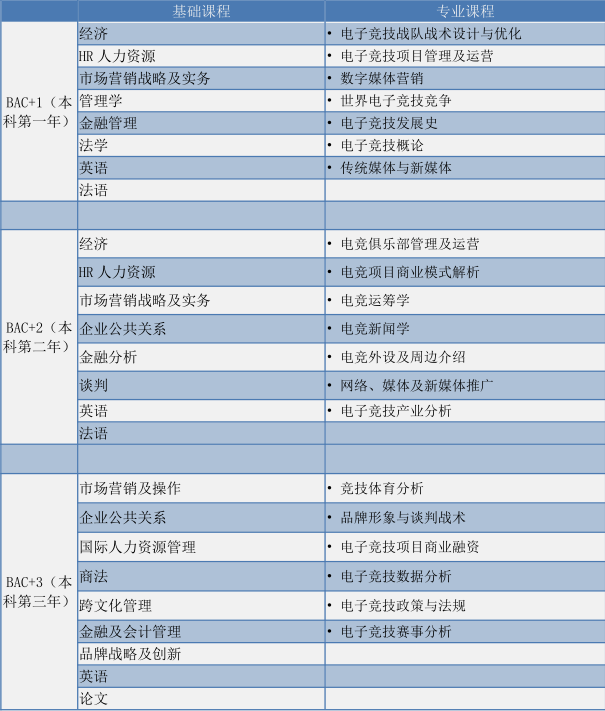 基础课程 专业课程
经济 • 电子竞技战队战术设计与优化
HR 人力资源 • 电子竞技项目管理及运营
市场营销战略及实务 • 数字媒体营销
BAC+1（本科第一年） 管理学 • 世界电子竞技竞争
金融管理 • 电子竞技发展史
法学 • 电子竞技概论
英语 • 传统媒体与新媒体
法语
经济 • 电竞俱乐部管理及运营
HR 人力资源 • 电竞项目商业模式解析
市场营销战略及实务 • 电竞运筹学
BAC+2（本科第二年） 企业公共关系 • 电竞新闻学
金融分析 • 电竞外设及周边介绍
谈判 • 网络、媒体及新媒体推广
英语 • 电子竞技产业分析
法语
市场营销及操作 • 竞技体育分析
企业公共关系 • 品牌形象与谈判战术
国际人力资源管理 • 电子竞技项目商业融资
BAC+3（本科第三年） 商法 • 电子竞技数据分析
跨文化管理 • 电子竞技政策与法规
金融及会计管理 • 电子竞技赛事分析
品牌战略及创新
英语
论文